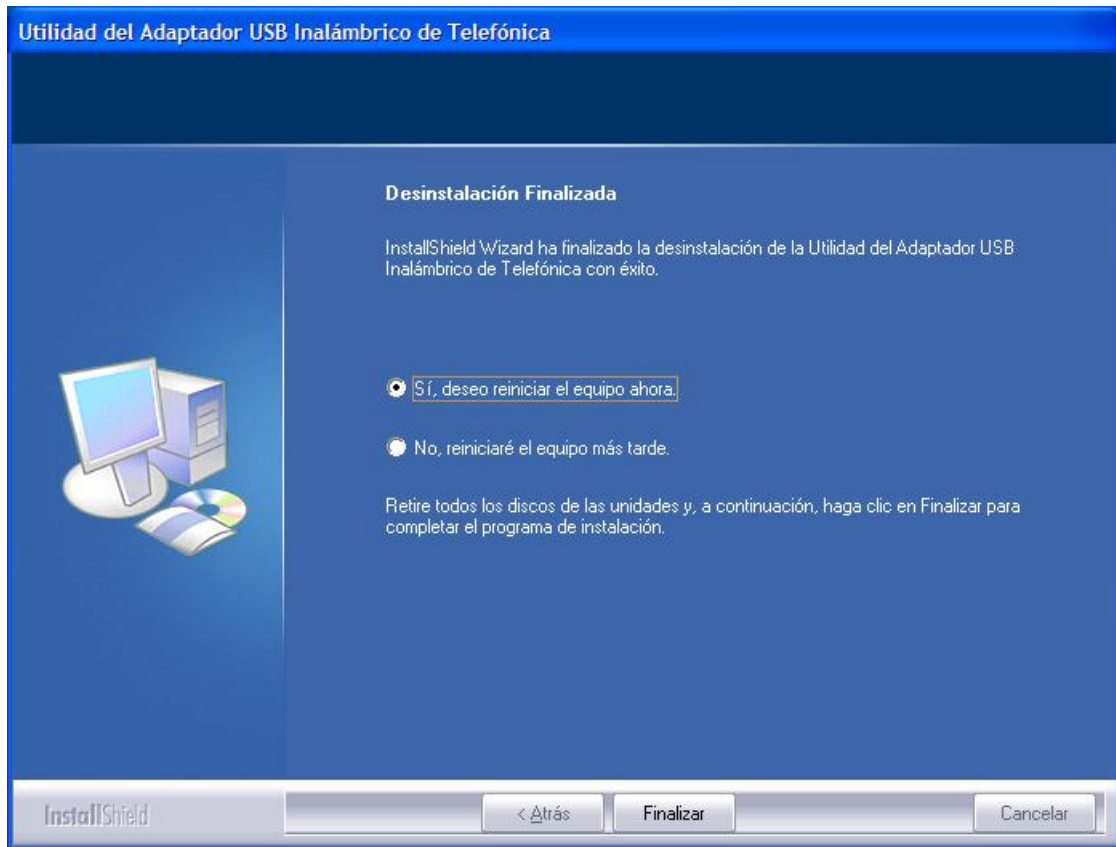 Utilidad del Adaptador USB Inalámbrico de Telefónica
Desinstalación Finalizada
InstallShield Wizard ha finalizado la desinstalación de la Utilidad del Adaptador USB
Inalámbrico de Telefónica con éxito.
Sí, deseo reiniciar el equipo ahora.
No, reiniciaré el equipo más tarde.
Retire todos los discos de las unidades y, a continuación, haga clic en Finalizar para
completar el programa de instalación.
InstallShield
< Atrás
Finalizar
Cancelar